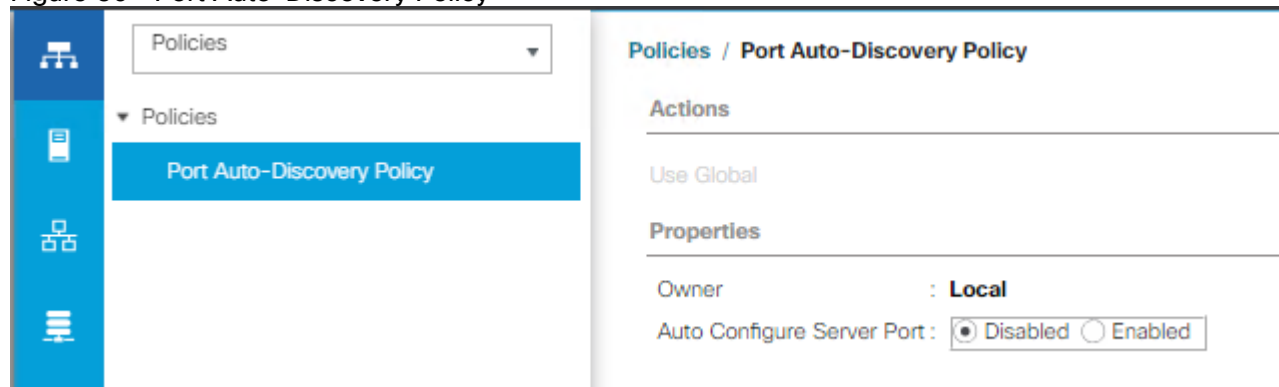 Policies
Policies / Port Auto-Discovery Policy
Policies
Port Auto-Discovery Policy
Actions
Use Global
Properties
Owner : Local
Auto Configure Server Port : Disabled Enabled